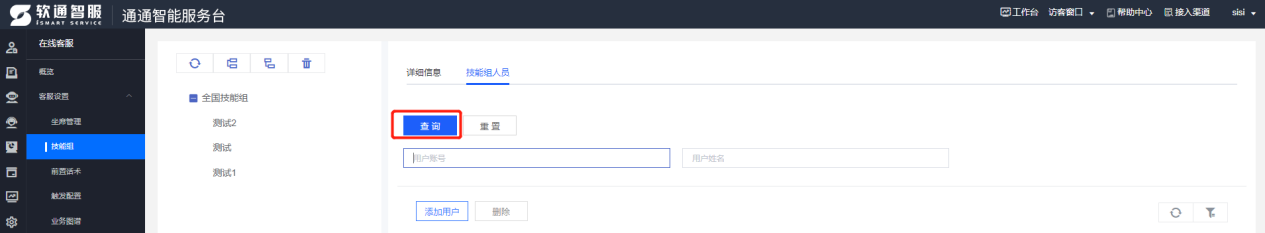 软通智服 通通智能服务台 工作台 访客窗口 帮助中心 接入渠道 sisi
ISMART SERVICE
在线客服
概览
客服设置
坐席管理
技能组
前置话术
触发配置
业务图谱
全国技能组
测试2
测试
测试1
详细信息 技能组人员
查询 重置
用户账号 用户姓名
添加用户 删除